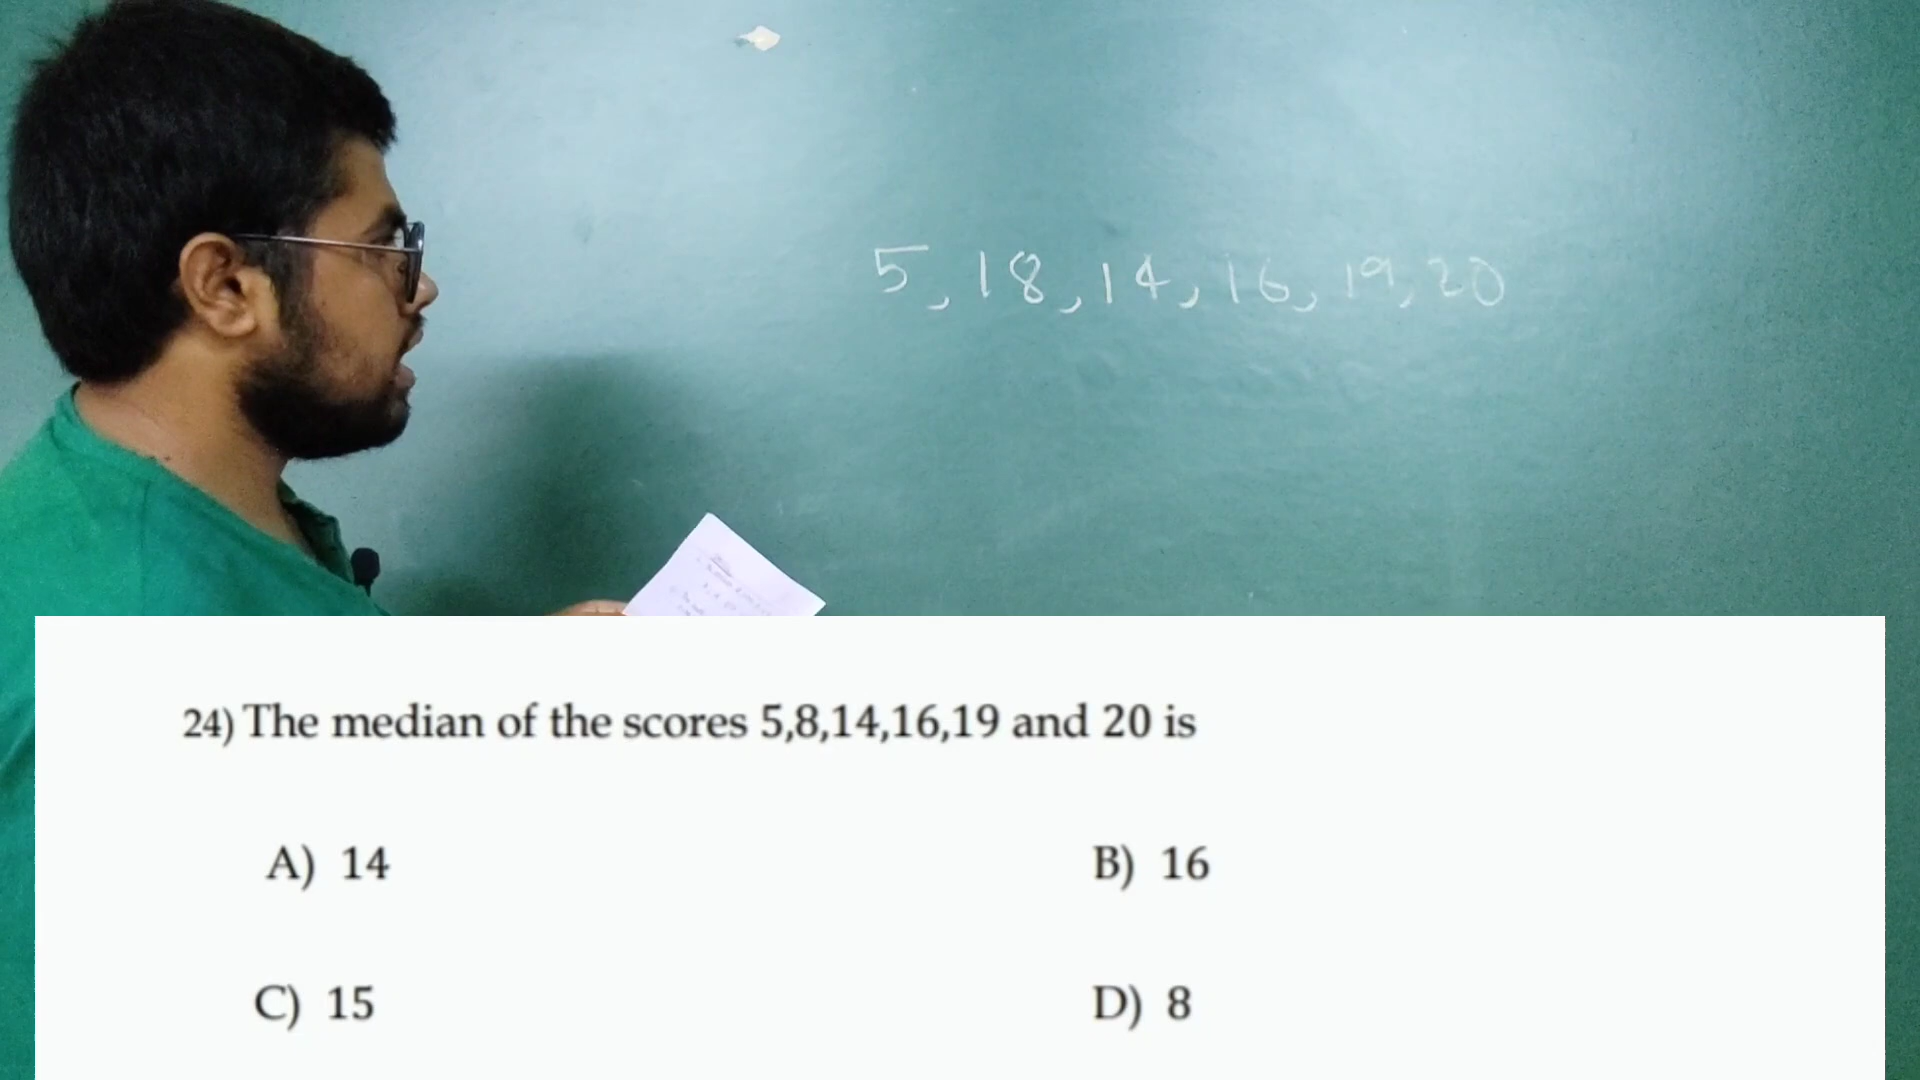 5, 18, 14, 16, 19, 20
24) The median of the scores 5,8,14,16,19 and 20 is
A) 14
B) 16
C) 15
D) 8